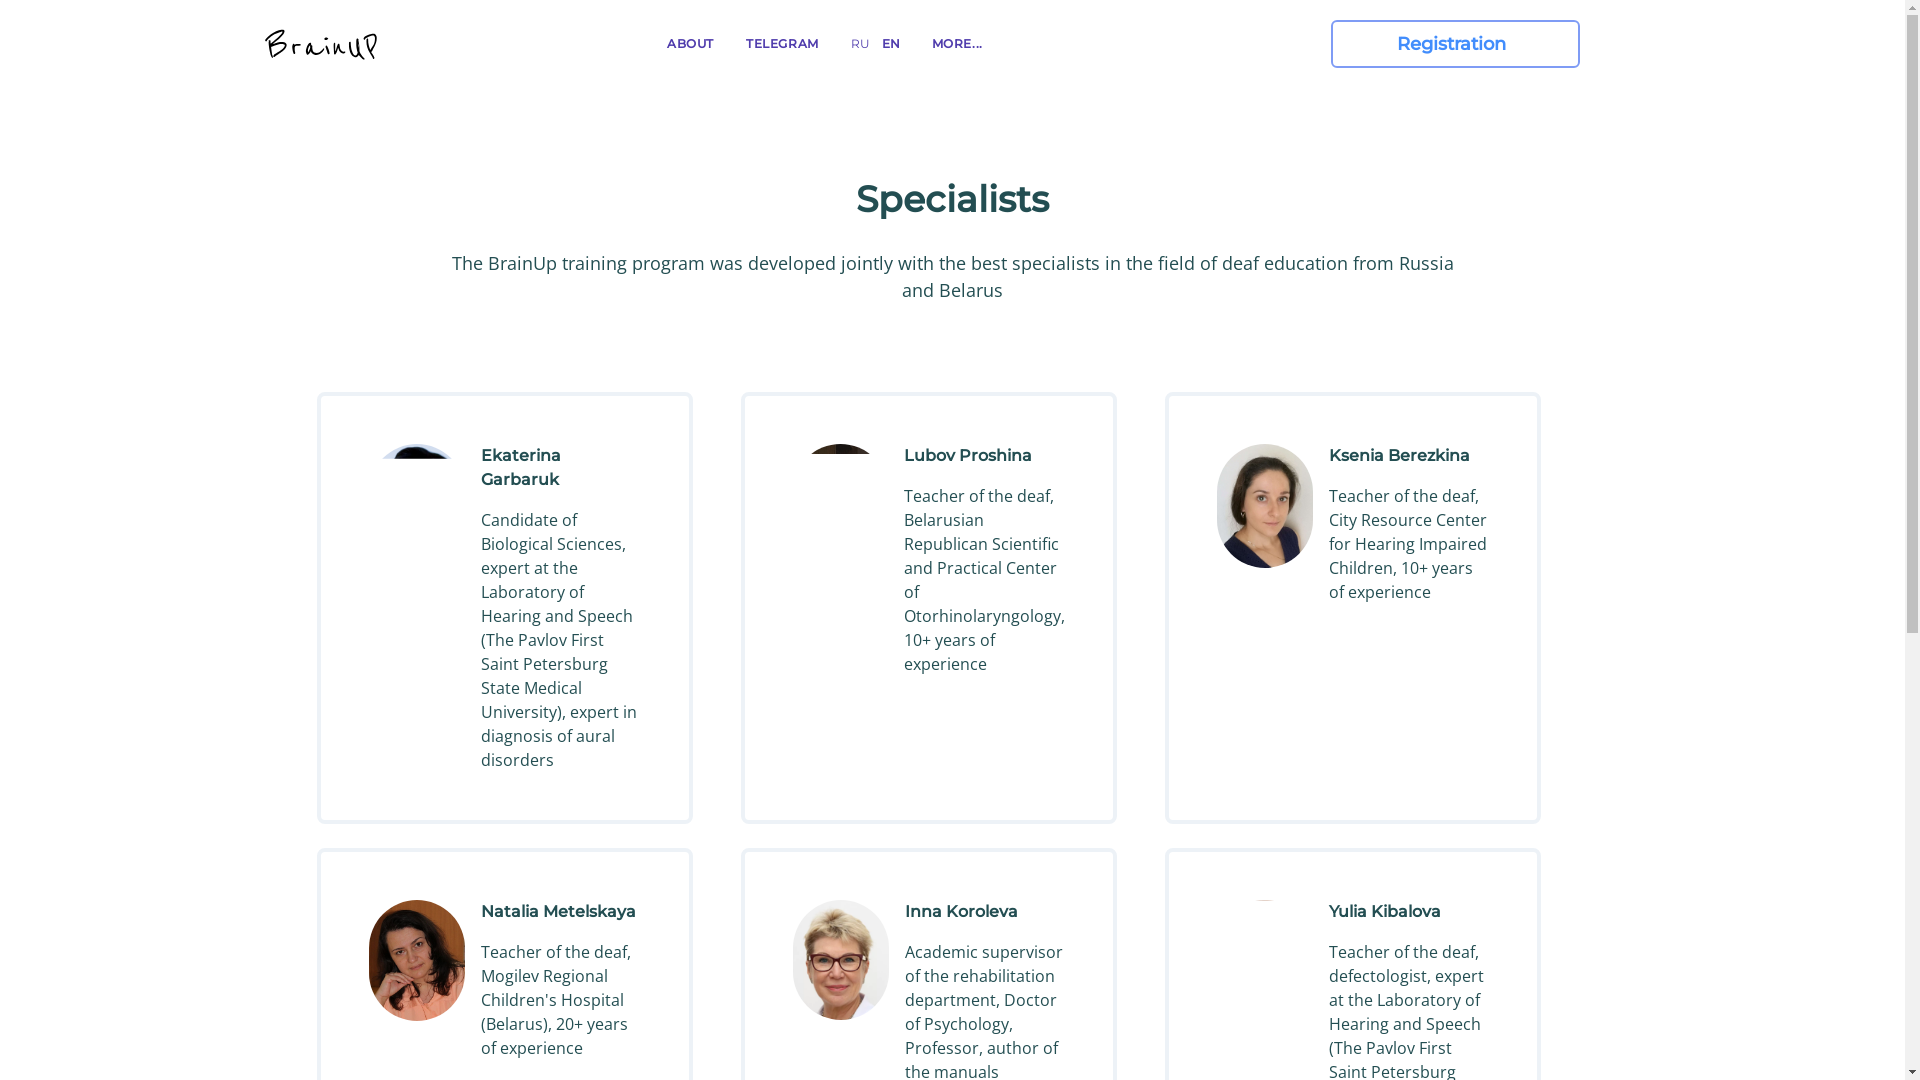 BrainUP
ABOUT
TELEGRAM
RU
EN
MORE...
Registration
Specialists
The BrainUp training program was developed jointly with the best specialists in the field of deaf education from Russia
and Belarus
Ekaterina
Garbaruk
Candidate of
Biological Sciences,
expert at the
Laboratory of
Hearing and Speech
(The Pavlov First
Saint Petersburg
State Medical
University), expert in
diagnosis of aural
disorders
Lubov Proshina
Teacher of the deaf,
Belarusian
Republican Scientific
and Practical Center
of
Otorhinolaryngology,
10+ years of
experience
Ksenia Berezkina
Teacher of the deaf,
City Resource Center
for Hearing Impaired
Children, 10+ years
of experience
Natalia Metelskaya
Teacher of the deaf,
Mogilev Regional
Children's Hospital
(Belarus), 20+ years
of experience
Inna Koroleva
Academic supervisor
of the rehabilitation
department, Doctor
of Psychology,
Professor, author of
the manuals
Yulia Kibalova
Teacher of the deaf,
defectologist, expert
at the Laboratory of
Hearing and Speech
(The Pavlov First
Saint Petersburg